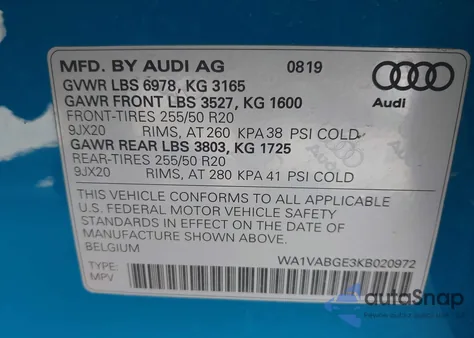 MFD. BY AUDI AG 0819
GVWR LBS 6978, KG 3165
GAWR FRONT LBS 3527, KG 1600
FRONT-TIRES 255/50 R20
9JX20 RIMS, AT 260 KPA 38 PSI COLD
GAWR REAR LBS 3803, KG 1725
REAR-TIRES 255/50 R20
9JX20 RIMS, AT 280 KPA 41 PSI COLD
Audi
Audi
THIS VEHICLE CONFORMS TO ALL APPLICABLE
U.S. FEDERAL MOTOR VEHICLE SAFETY
STANDARDS IN EFFECT ON THE DATE OF
MANUFACTURE SHOWN ABOVE.
BELGIUM
WA1VABGE3KB020972
TYPE:
MPV
autoSnap